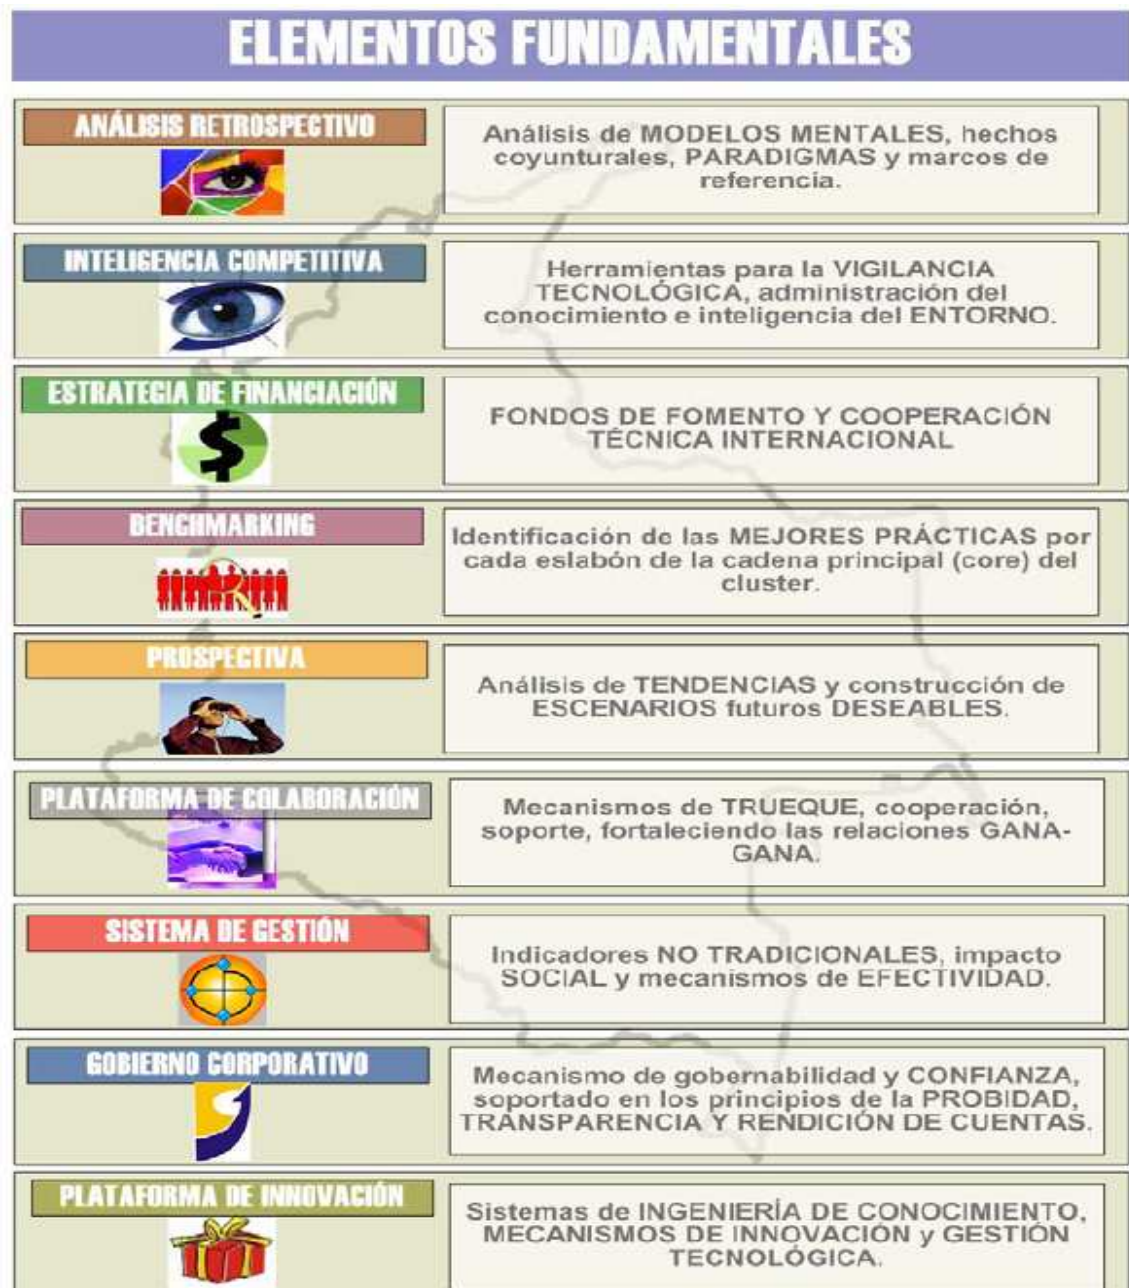 ELEMENTOS FUNDAMENTALES
ANÁLISIS RETROSPECTIVO
Análisis de MODELOS MENTALES, hechos
coyunturales, PARADIGMAS y marcos de
referencia.
INTELIGENCIA COMPETITIVA
Herramientas para la VIGILANCIA
TECNOLÓGICA, administración del
conocimiento e inteligencia del ENTORNO.
ESTRATEGIA DE FINANCIACIÓN
FONDOS DE FOMENTO Y COOPERACIÓN
TÉCNICA INTERNACIONAL
BENCHMARKING
Identificación de las MEJORES PRÁCTICAS por
cada eslabón de la cadena principal (core) del
cluster.
PROSPECTIVA
Análisis de TENDENCIAS y construcción de
ESCENARIOS futuros DESEABLES.
PLATAFORMA DE COLABORACIÓN
Mecanismos de TRUEQUE, cooperación,
soporte, fortaleciendo las relaciones GANA-
GANA.
SISTEMA DE GESTIÓN
Indicadores NO TRADICIONALES, impacto
SOCIAL y mecanismos de EFECTIVIDAD.
GOBIERNO CORPORATIVO
Mecanismo de gobernabilidad y CONFIANZA,
soportado en los principios de la PROBIDAD,
TRANSPARENCIA Y RENDICIÓN DE CUENTAS.
PLATAFORMA DE INNOVACIÓN
Sistemas de INGENIERÍA DE CONOCIMIENTO,
MECANISMOS DE INNOVACIÓN y GESTIÓN
TECNOLÓGICA.